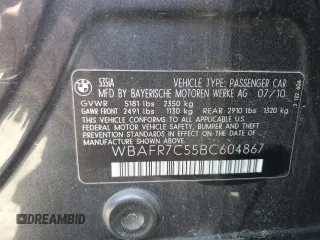 BMW
535iA
VEHICLE TYPE: PASSENGER CAR
MFD BY BAYERISCHE MOTOREN WERKE AG 07/10
GVWR 5181 lbs 2350 kg
GAWR FRONT 2491 lbs 1130 kg REAR 2910 lbs 1320 kg
THIS VEHICLE CONFORMS TO ALL APPLICABLE
FEDERAL MOTOR VEHICLE SAFETY, BUMPER,
AND THEFT PREVENTION STANDARDS IN EFFECT ON
THE DATE OF MANUFACTURE SHOWN ABOVE.
WBAFR7C55BC604867
BIDAMBID